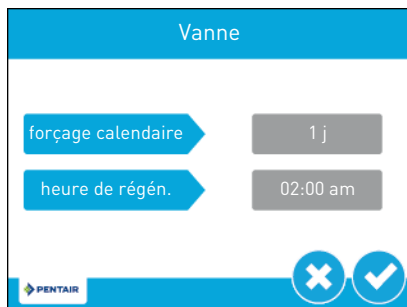 Vanne
forçage calendaire
1 j
heure de régén.
02:00 am
PENTAIR